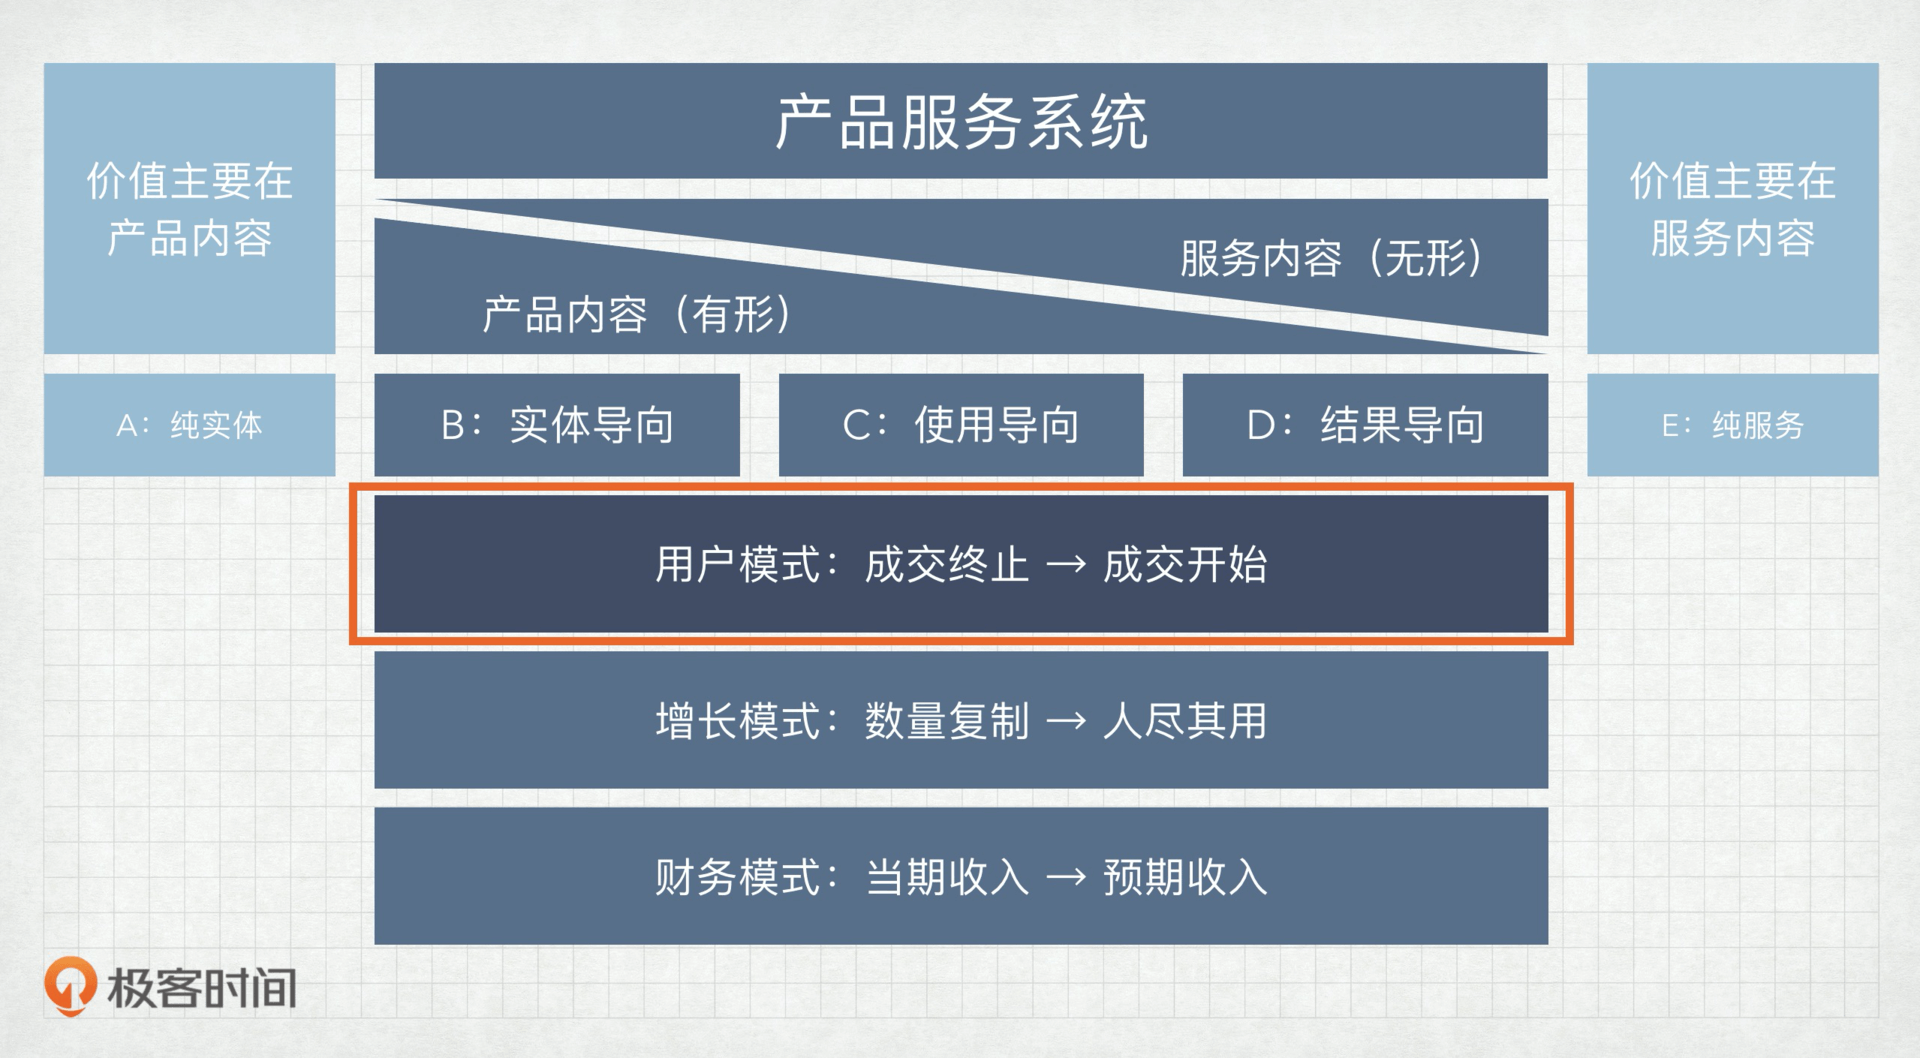 价值主要在
产品内容
产品服务系统
价值主要在
服务内容
服务内容（无形）
产品内容（有形）
A：纯实体
B：实体导向
C：使用导向
D：结果导向
E：纯服务
用户模式：成交终止 → 成交开始
增长模式：数量复制 → 人尽其用
财务模式：当期收入 → 预期收入
极客时间